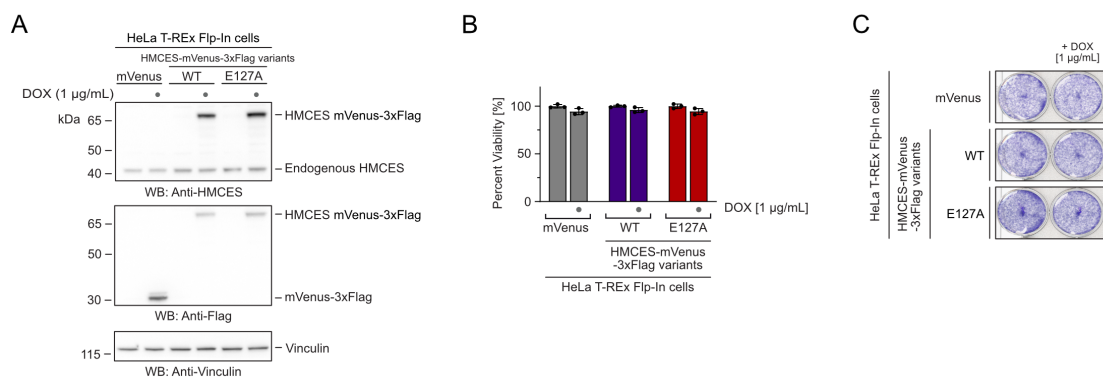 A
HeLa T-REx Flp-In cells
HMCES-mVenus-3xFlag variants
mVenus WT E127A
DOX (1 µg/mL)
kDa 65
HMCES mVenus-3xFlag
50
40
Endogenous HMCES
WB: Anti-HMCES
65
HMCES mVenus-3xFlag
50
30
mVenus-3xFlag
WB: Anti-Flag
115
Vinculin
WB: Anti-Vinculin
B
Percent Viability [%]
100
50
0
DOX [1 µg/mL]
mVenus WT E127A
HMCES-mVenus
-3xFlag variants
HeLa T-REx Flp-In cells
C
+ DOX
[1 µg/mL]
HeLa T-REx Flp-In cells
HMCES-mVenus
-3xFlag variants
mVenus
WT
E127A